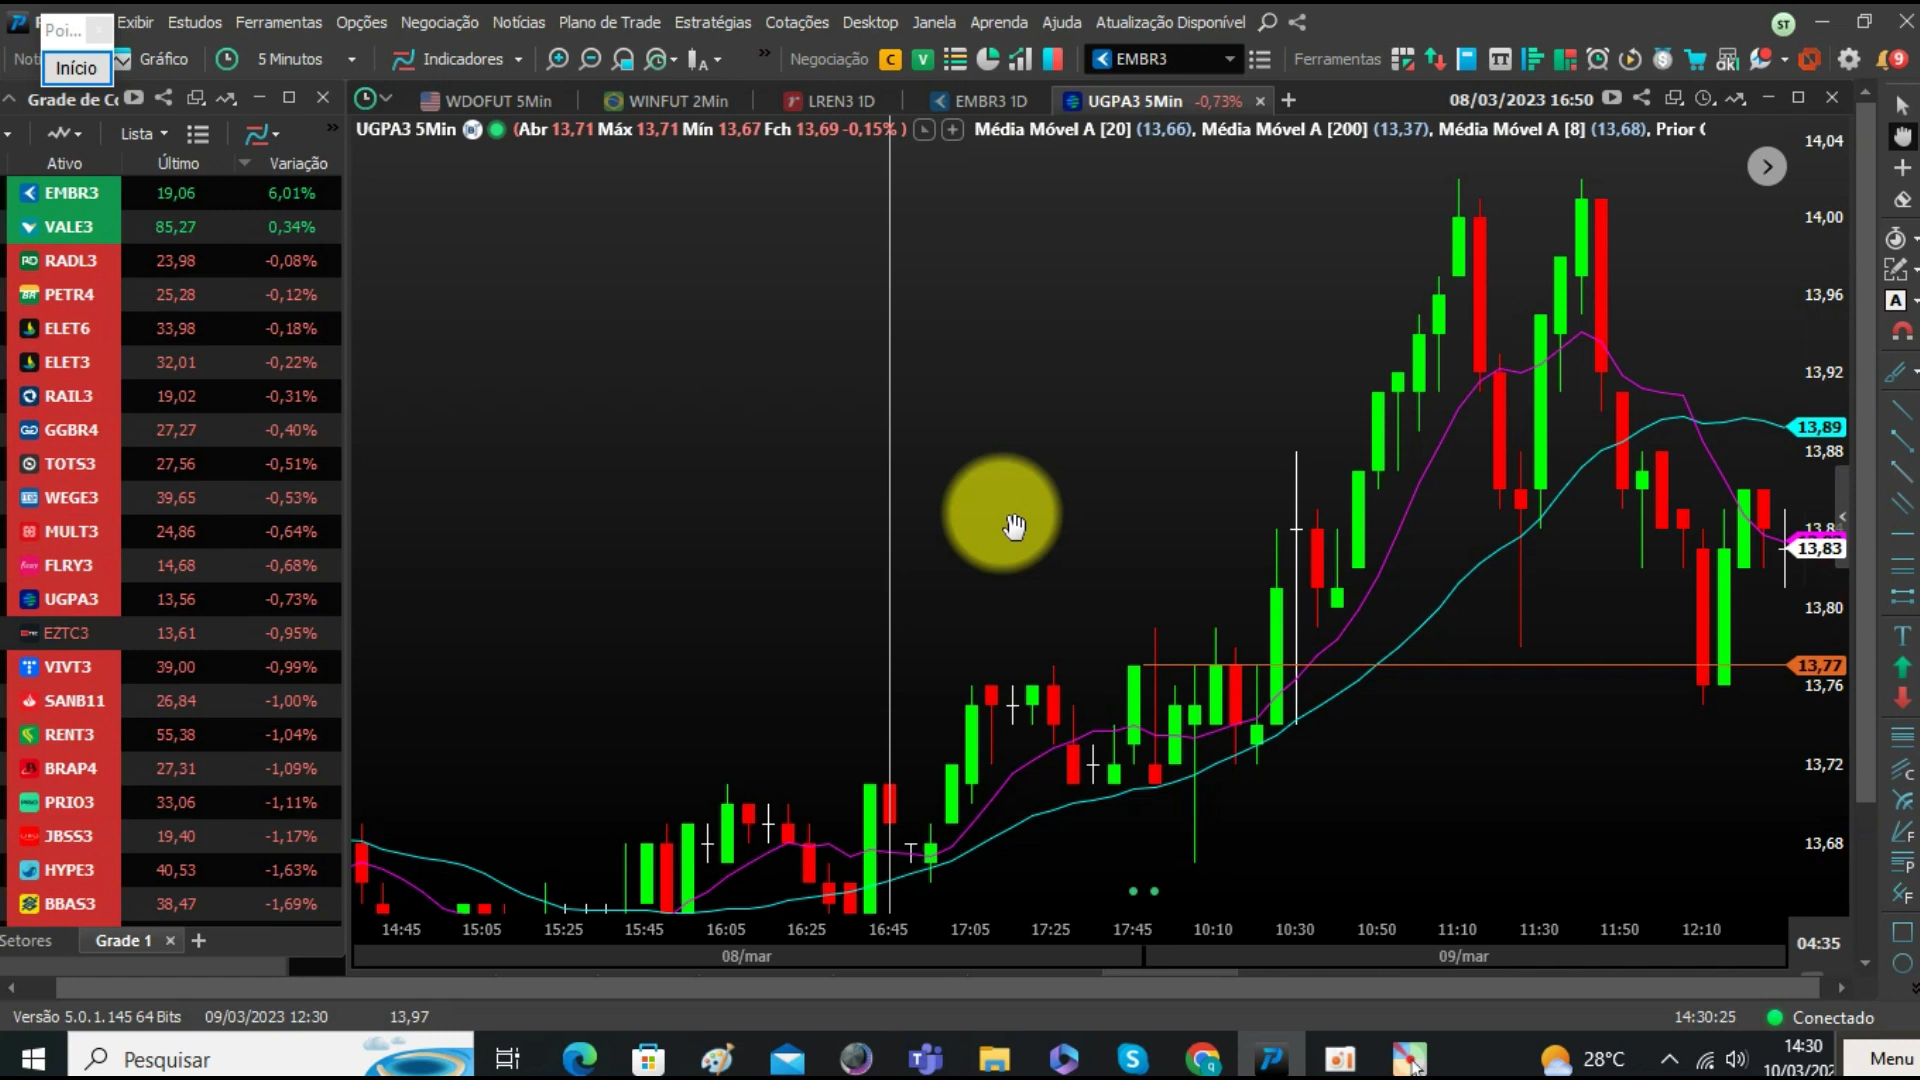 Poi...
Exibir Estudos Ferramentas Opções Negociação Notícias Plano de Trade Estratégias Cotações Desktop Janela Aprenda Ajuda Atualização Disponível ST
Início
Gráfico 5 Minutos Indicadores Negociação C V EMBR3 Ferramentas 9
Grade de
WDOFUT 5Min WINFUT 2Min LREN3 1D EMBR3 1D UGPA3 5Min -0,73% 08/03/2023 16:50
Lista
UGPA3 5Min (Abr 13,71 Máx 13,71 Mín 13,67 Fch 13,69 -0,15% ) Média Móvel A [20] (13,66), Média Móvel A [200] (13,37), Média Móvel A [8] (13,68), Prior
Ativo Último Variação
EMBR3 19,06 6,01%
VALE3 85,27 0,34%
RADL3 23,98 -0,08%
PETR4 25,28 -0,12%
ELET6 33,98 -0,18%
ELET3 32,01 -0,22%
RAIL3 19,02 -0,31%
GGBR4 27,27 -0,40%
TOTS3 27,56 -0,51%
WEGE3 39,65 -0,53%
MULT3 24,86 -0,64%
FLRY3 14,68 -0,68%
UGPA3 13,56 -0,73%
EZTC3 13,61 -0,95%
VIVT3 39,00 -0,99%
SANB11 26,84 -1,00%
RENT3 55,38 -1,04%
BRAP4 27,31 -1,09%
PRIO3 33,06 -1,11%
JBSS3 19,40 -1,17%
HYPE3 40,53 -1,63%
BBAS3 38,47 -1,69%
14,04
14,00
13,96
13,92
13,89
13,88
13,83
13,80
13,77
13,76
13,72
13,68
14:45 15:05 15:25 15:45 16:05 16:25 16:45 17:05 17:25 17:45 10:10 10:30 10:50 11:10 11:30 11:50 12:10
04:35
08/mar 09/mar
Setores Grade 1
Versão 5.0.1.145 64 Bits 09/03/2023 12:30 13,97 14:30:25 Conectado
Pesquisar 28°C 14:30 Menu